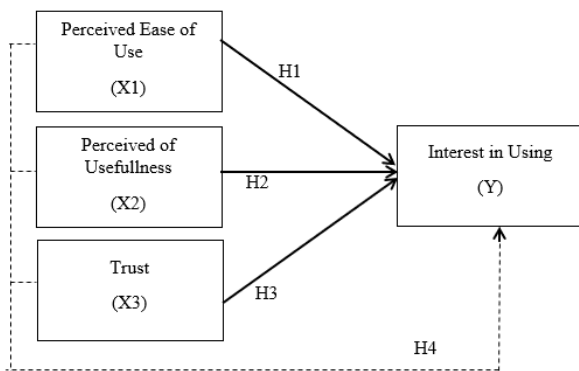 Perceived Ease of
Use
(X1)
H1
Perceived of
Usefullness
(X2)
H2
Interest in Using
(Y)
Trust
(X3)
H3
H4